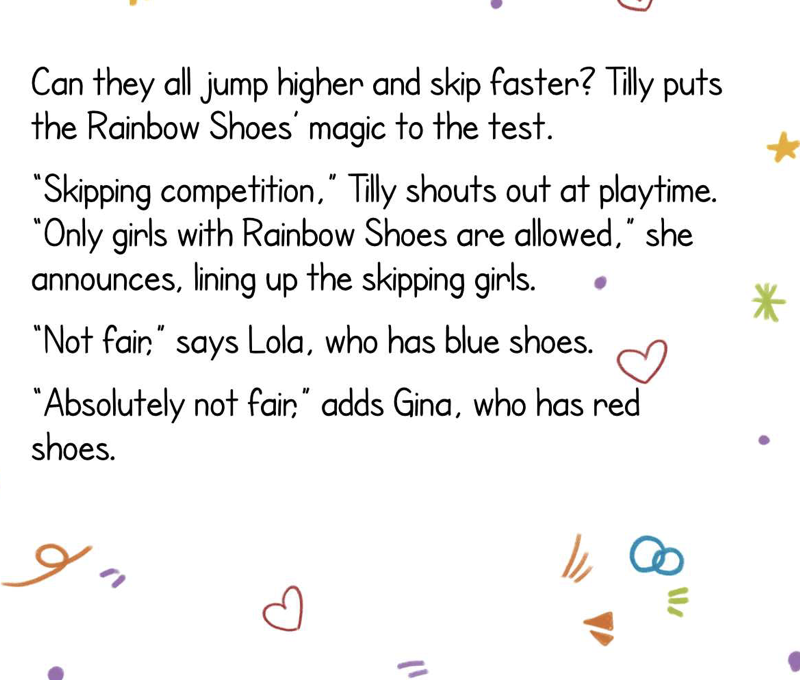 Can they all jump higher and skip faster? Tilly puts
the Rainbow Shoes’ magic to the test.
“Skipping competition,” Tilly shouts out at playtime.
“Only girls with Rainbow Shoes are allowed,” she
announces, lining up the skipping girls.
“Not fair,” says Lola, who has blue shoes.
“Absolutely not fair,” adds Gina, who has red
shoes.